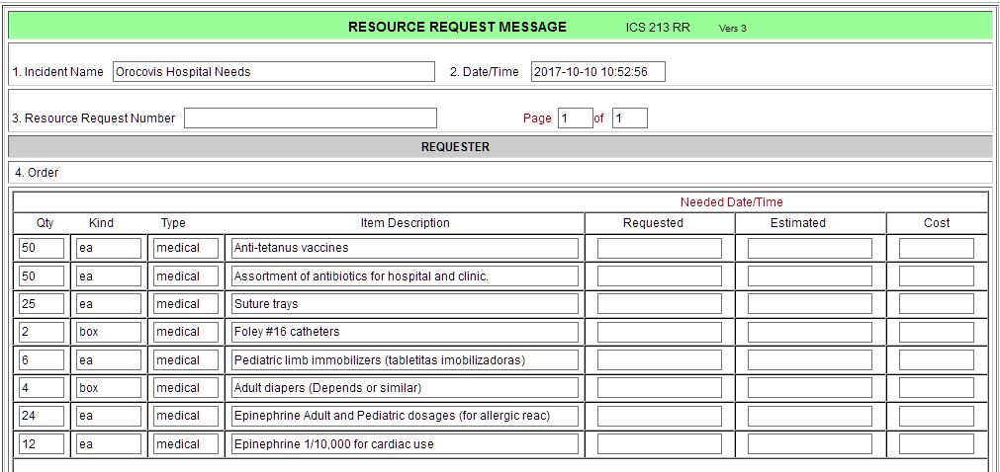 RESOURCE REQUEST MESSAGE ICS 213 RR Vers 3
1. Incident Name Orocovis Hospital Needs 2. Date/Time 2017-10-10 10:52:56
3. Resource Request Number Page 1 of 1
REQUESTER
4. Order
Needed Date/Time
Qty Kind Type Item Description Requested Estimated Cost
50 ea medical Anti-tetanus vaccines
50 ea medical Assortment of antibiotics for hospital and clinic.
25 ea medical Suture trays
2 box medical Foley #16 catheters
6 ea medical Pediatric limb immobilizers (tabletitas imobilizadoras)
4 box medical Adult diapers (Depends or similar)
24 ea medical Epinephrine Adult and Pediatric dosages (for allergic reac)
12 ea medical Epinephrine 1/10,000 for cardiac use